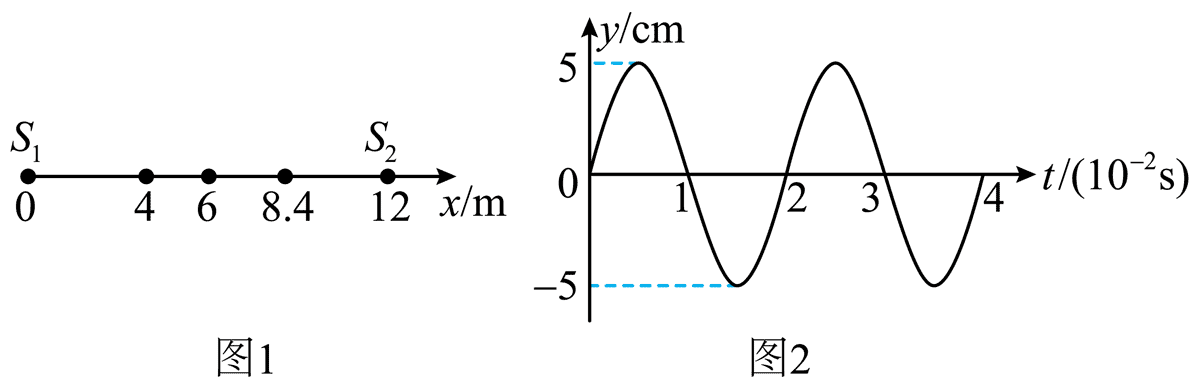 S₁ S₂
0 4 6 8.4 12 x/m
图1
y/cm
5
0 1 2 3 4 t/(10⁻²s)
−5
图2